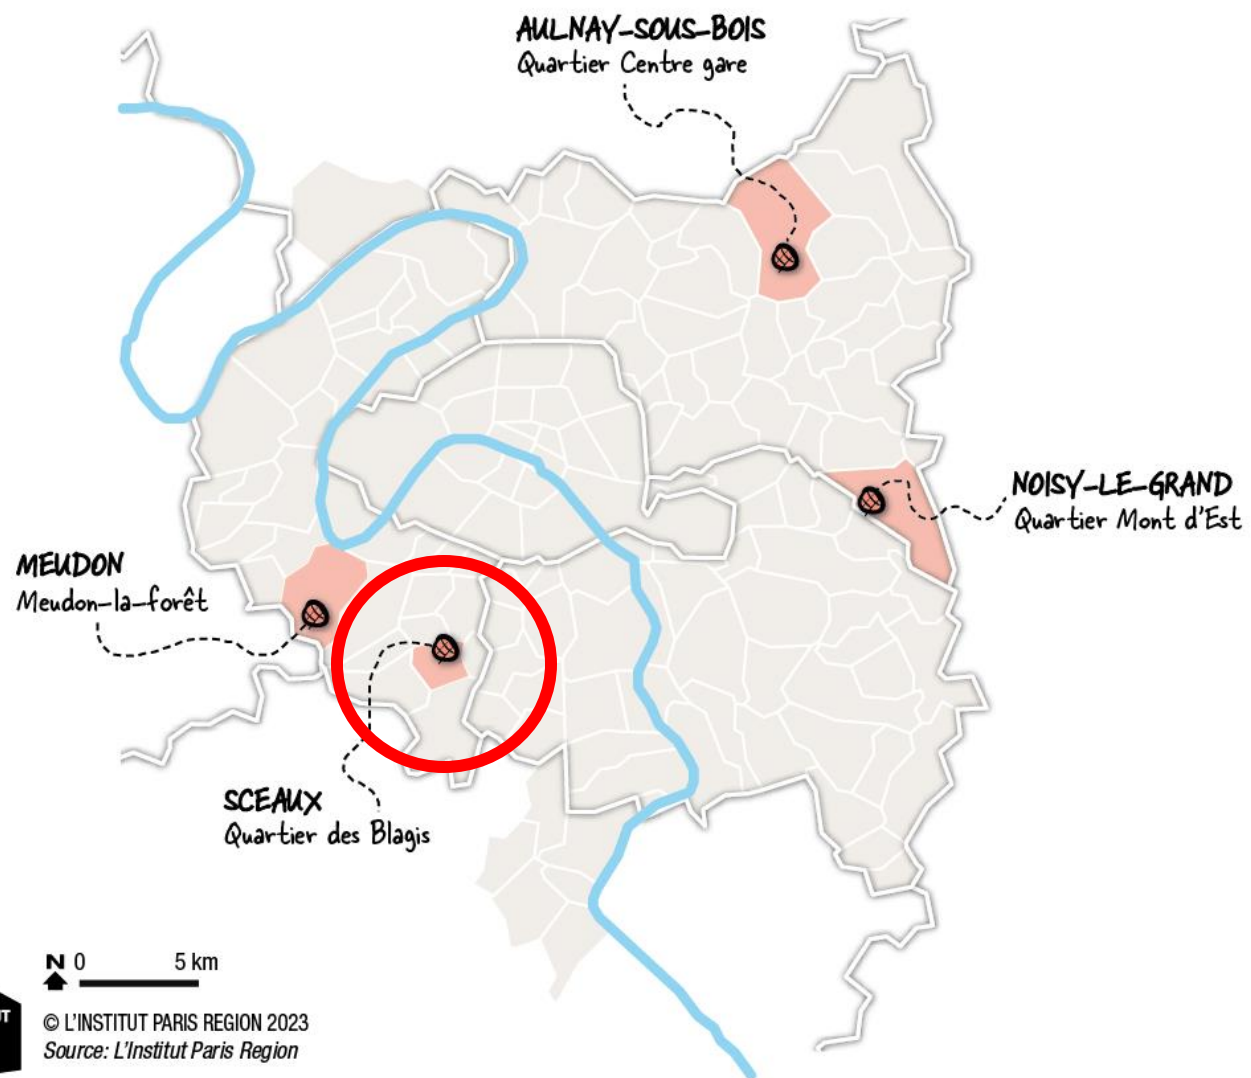 AULNAY-SOUS-BOIS
Quartier Centre gare
NOISY-LE-GRAND
Quartier Mont d'Est
MEUDON
Meudon-la-forêt
SCEAUX
Quartier des Blagis
N 0 5 km
UT
© L'INSTITUT PARIS REGION 2023
Source: L'Institut Paris Region